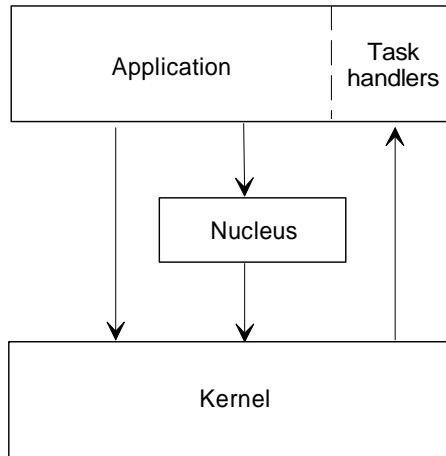 Application
Task
handlers
Nucleus
Kernel